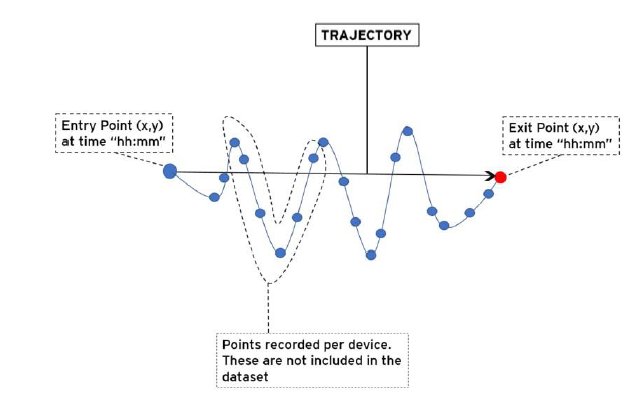 TRAJECTORY
Entry Point (x,y)
at time “hh:mm”
Exit Point (x,y)
at time “hh:mm”
Points recorded per device.
These are not included in the
dataset